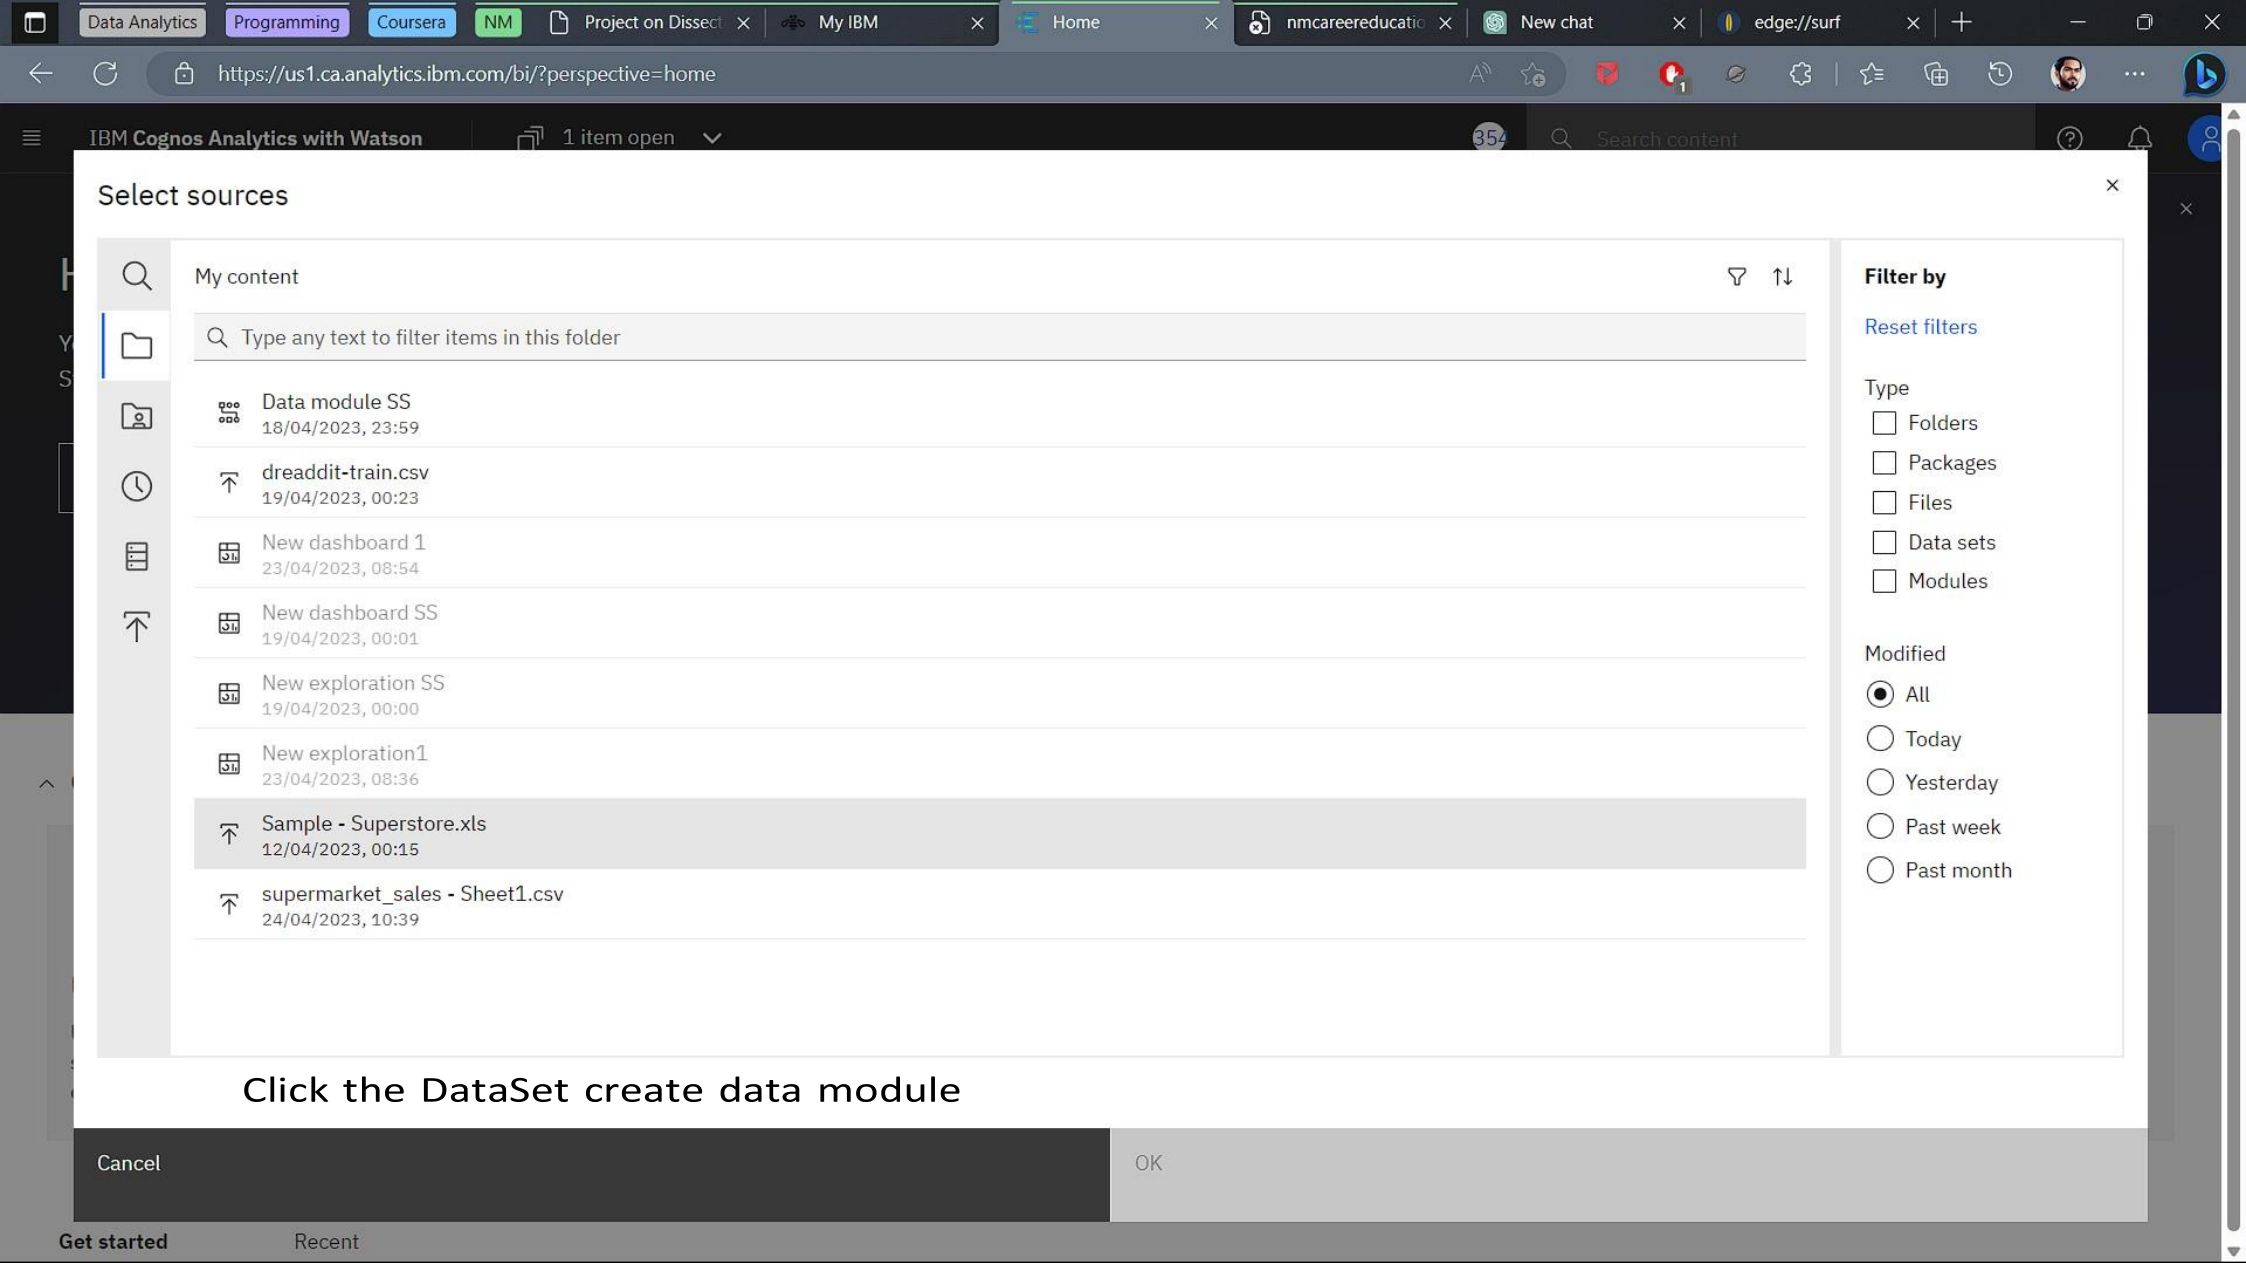 Data Analytics
Programming
Coursera
NM
Project on Dissect
My IBM
Home
nmcareereducatio
New chat
edge://surf
https://us1.ca.analytics.ibm.com/bi/?perspective=home
1
IBM Cognos Analytics with Watson
1 item open
354
Search content
Select sources
My content
Type any text to filter items in this folder
Data module SS
18/04/2023, 23:59
dreaddit-train.csv
19/04/2023, 00:23
New dashboard 1
23/04/2023, 08:54
New dashboard SS
19/04/2023, 00:01
New exploration SS
19/04/2023, 00:00
New exploration1
23/04/2023, 08:36
Sample - Superstore.xls
12/04/2023, 00:15
supermarket_sales - Sheet1.csv
24/04/2023, 10:39
Filter by
Reset filters
Type
Folders
Packages
Files
Data sets
Modules
Modified
All
Today
Yesterday
Past week
Past month
Click the DataSet create data module
Cancel
OK
Get started
Recent